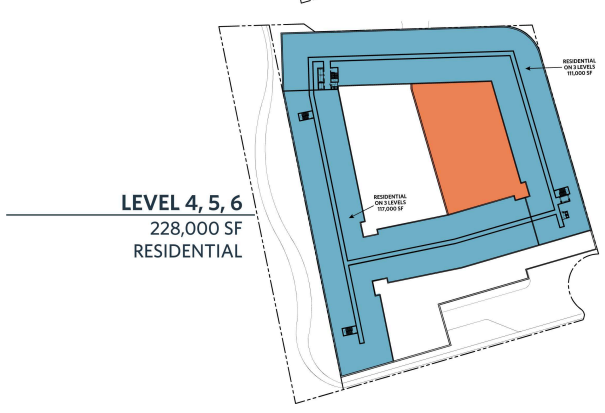 RESIDENTIAL
ON 3 LEVELS
111,000 SF
LEVEL 4, 5, 6
228,000 SF
RESIDENTIAL
RESIDENTIAL
ON 3 LEVELS
117,000 SF